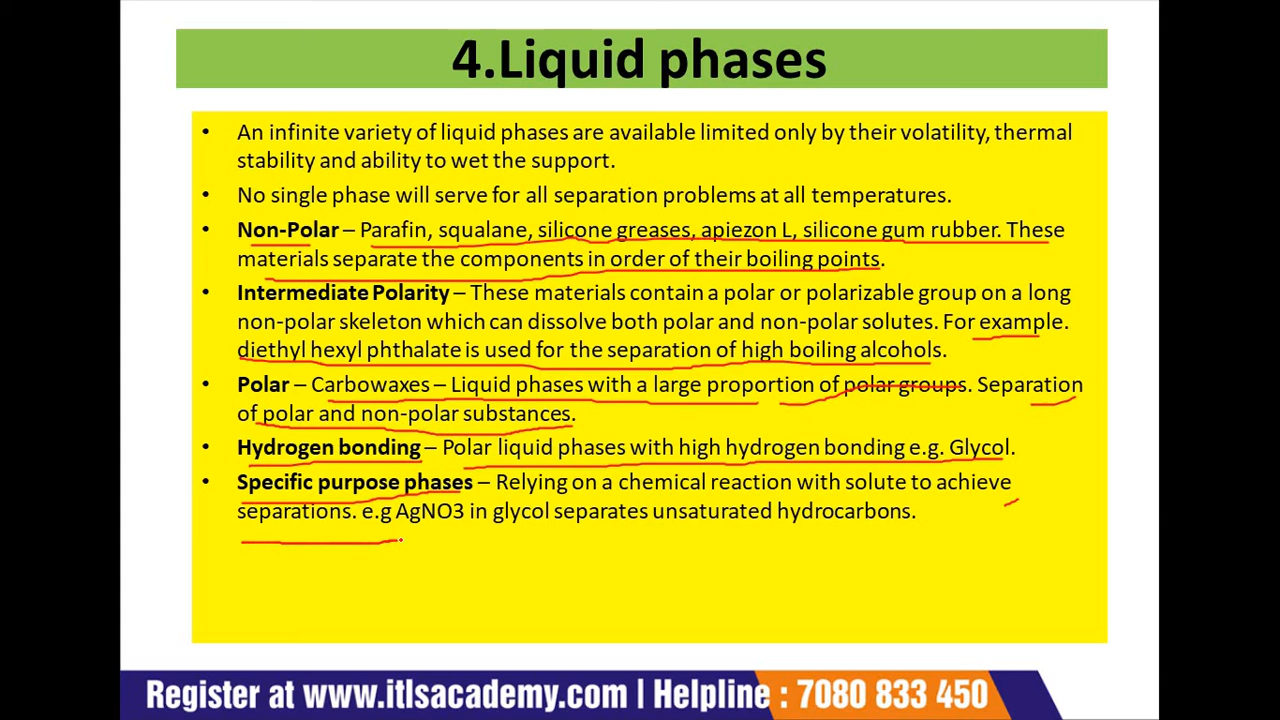 4.Liquid phases
• An infinite variety of liquid phases are available limited only by their volatility, thermal
stability and ability to wet the support.
• No single phase will serve for all separation problems at all temperatures.
• Non-Polar – Parafin, squalane, silicone greases, apiezon L, silicone gum rubber. These
materials separate the components in order of their boiling points.
• Intermediate Polarity – These materials contain a polar or polarizable group on a long
non-polar skeleton which can dissolve both polar and non-polar solutes. For example.
diethyl hexyl phthalate is used for the separation of high boiling alcohols.
• Polar – Carbowaxes – Liquid phases with a large proportion of polar groups. Separation
of polar and non-polar substances.
• Hydrogen bonding – Polar liquid phases with high hydrogen bonding e.g. Glycol.
• Specific purpose phases – Relying on a chemical reaction with solute to achieve
separations. e.g AgNO3 in glycol separates unsaturated hydrocarbons.
Register at www.itlsacademy.com | Helpline : 7080 833 450